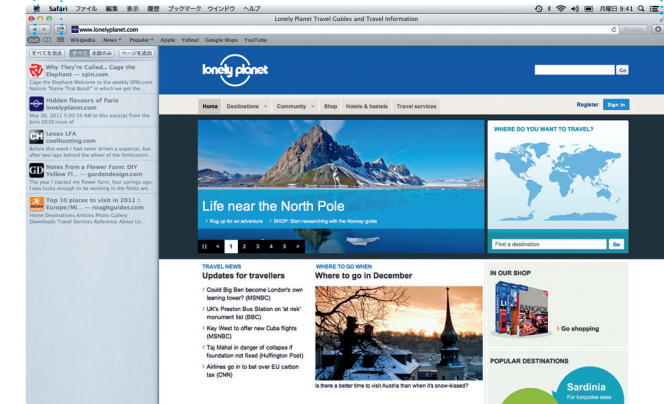 Safari ファイル 編集 表示 履歴 ブックマーク ウインドウ ヘルプ
月曜日 9:41
Lonely Planet Travel Guides and Travel Information
www.lonelyplanet.com
Reader
Wikipedia News Popular Apple Yahoo! Google Maps YouTube
すべてを消去 すべて 未読のみ ページを追加
Why They're Called... Cage the
Elephant — spin.com
Cage the Elephant Welcome to the weekly SPIN.com
feature "Name That Band!" in which we get the...
Hidden flavours of Paris
lonelyplanet.com
May 30, 2011 5:00:33 AM In this excerpt from the
June 2010 issue of
Lexus LFA
coolhunting.com
Before this week I had never driven a supercar, but
after two laps behind the wheel of the forthcomin...
Notes from a Flower Farm: DIY
Yellow Fl... — gardendesign.com
The year I started my flower farm, four springs ago,
I was lucky enough to be working in the fields wit...
Top 10 places to visit in 2011 ::
Europe/Mi... — roughguides.com
Home Destinations Articles Photo Gallery
Downloads Travel Services Reference About Us...
lonely planet
Go
Home Destinations Community Shop Hotels & hostels Travel services
Register Sign in
Life near the North Pole
› Rug up for an adventure › SHOP: Start researching with the Norway guide
II < 1 2 3 4 5 >
WHERE DO YOU WANT TO TRAVEL?
Find a destination Go
TRAVEL NEWS
Updates for travellers
› Could Big Ben become London's own
leaning tower? (MSNBC)
› UK's Preston Bus Station on 'at risk'
monument list (BBC)
› Key West to offer new Cuba flights
(MSNBC)
› Taj Mahal in danger of collapse if
foundation not fixed (Huffington Post)
› Airlines go in to bat over EU carbon
tax (CNN)
WHERE TO GO WHEN
Where to go in December
Is there a better time to visit Austria than when it's snow-kissed?
IN OUR SHOP
BANGKOK
› Go shopping
POPULAR DESTINATIONS
Sardinia
For turquoise seas